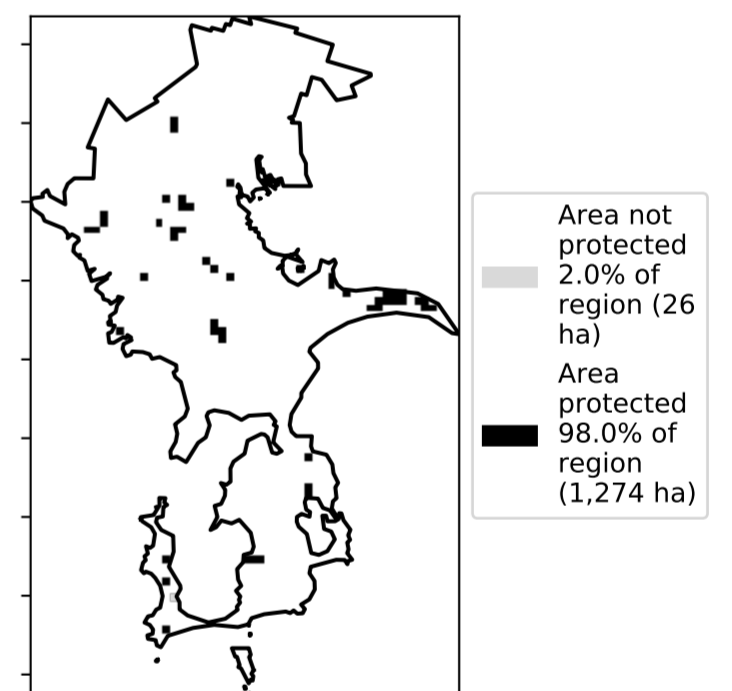 Area not
protected
2.0% of
region (26
ha)
Area
protected
98.0% of
region
(1,274 ha)